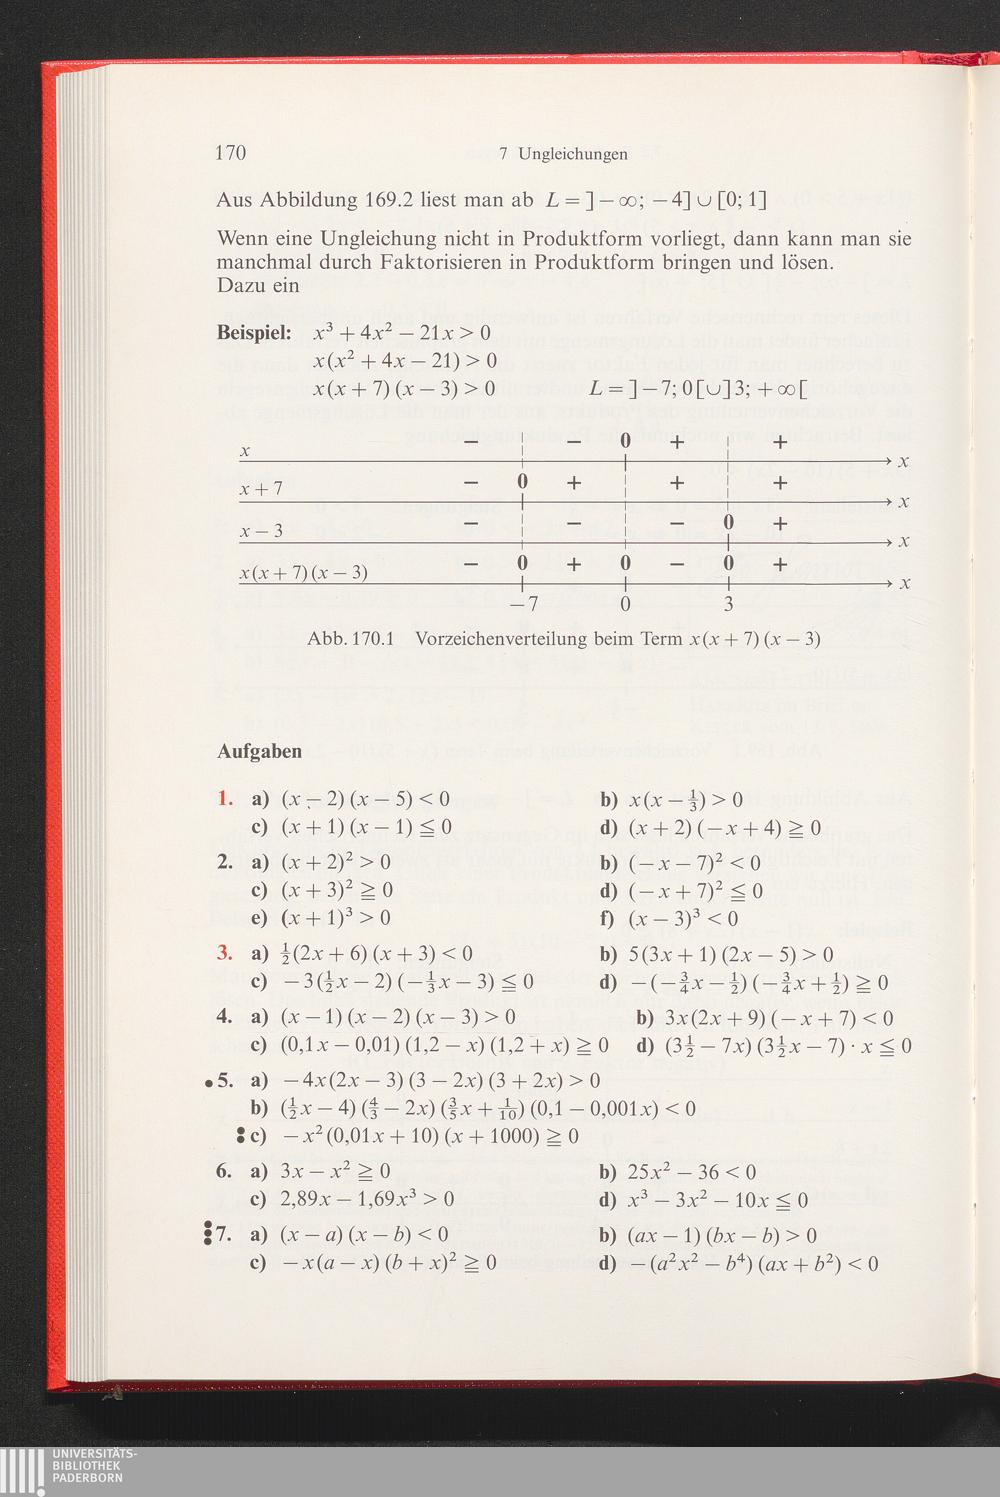 170
7 Ungleichungen
Aus Abbildung 169.2 liest man ab L = ]−∞; −4] ∪ [0; 1]
Wenn eine Ungleichung nicht in Produktform vorliegt, dann kann man sie
manchmal durch Faktorisieren in Produktform bringen und lösen.
Dazu ein
Beispiel: x³ + 4x² − 21x > 0
x(x² + 4x − 21) > 0
x(x + 7)(x − 3) > 0 L = ]−7; 0[∪]3; +∞[
x − − 0 + + x
x + 7 − 0 + + + x
x − 3 − − − 0 + x
x(x + 7)(x − 3) − 0 + 0 − 0 + x
−7 0 3
Abb. 170.1 Vorzeichenverteilung beim Term x(x + 7)(x − 3)
Aufgaben
1. a) (x − 2)(x − 5) < 0 b) x(x − 1/3) > 0
c) (x + 1)(x − 1) ≦ 0 d) (x + 2)(−x + 4) ≧ 0
2. a) (x + 2)² > 0 b) (−x − 7)² < 0
c) (x + 3)² ≧ 0 d) (−x + 7)² ≦ 0
e) (x + 1)³ > 0 f) (x − 3)³ < 0
3. a) ½(2x + 6)(x + 3) < 0 b) 5(3x + 1)(2x − 5) > 0
c) −3(½x − 2)(−⅓x − 3) ≦ 0 d) −(−¾x − ½)(−¾x + ½) ≧ 0
4. a) (x − 1)(x − 2)(x − 3) > 0 b) 3x(2x + 9)(−x + 7) < 0
c) (0,1x − 0,01)(1,2 − x)(1,2 + x) ≧ 0 d) (3½ − 7x)(3½x − 7) · x ≦ 0
• 5. a) −4x(2x − 3)(3 − 2x)(3 + 2x) > 0
b) (½x − 4)(4/3 − 2x)(3/5x + 1/10)(0,1 − 0,001x) < 0
: c) −x²(0,01x + 10)(x + 1000) ≧ 0
6. a) 3x − x² ≧ 0 b) 25x² − 36 < 0
c) 2,89x − 1,69x³ > 0 d) x³ − 3x² − 10x ≦ 0
⋮ 7. a) (x − a)(x − b) < 0 b) (ax − 1)(bx − b) > 0
c) −x(a − x)(b + x)² ≧ 0 d) −(a²x² − b⁴)(ax + b²) < 0
UNIVERSITÄTS-
BIBLIOTHEK
PADERBORN